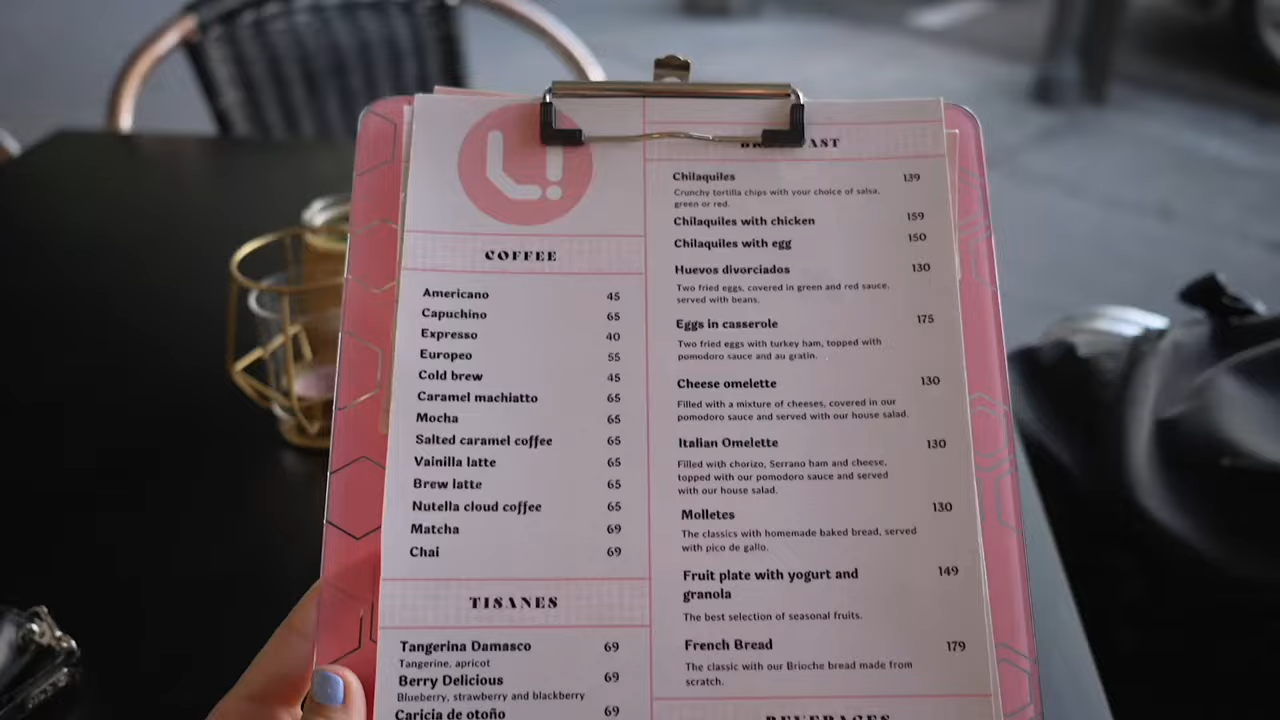 L!
COFFEE
Americano 45
Capuchino 65
Expresso 40
Europeo 55
Cold brew 45
Caramel machiatto 65
Mocha 65
Salted caramel coffee 65
Vainilla latte 65
Brew latte 65
Nutella cloud coffee 65
Matcha 69
Chai 69
TISANES
Tangerina Damasco 69
Tangerine, apricot
Berry Delicious 69
Blueberry, strawberry and blackberry
Caricia de otoño 69
Chilaquiles 139
Crunchy tortilla chips with your choice of salsa,
green or red.
Chilaquiles with chicken 159
Chilaquiles with egg 150
Huevos divorciados 130
Two fried eggs, covered in green and red sauce,
served with beans.
Eggs in casserole 175
Two fried eggs with turkey ham, topped with
pomodoro sauce and au gratin.
Cheese omelette 130
Filled with a mixture of cheeses, covered in our
pomodoro sauce and served with our house salad.
Italian Omelette 130
Filled with chorizo, Serrano ham and cheese,
topped with our pomodoro sauce and served
with our house salad.
Molletes 130
The classics with homemade baked bread, served
with pico de gallo.
Fruit plate with yogurt and 149
granola
The best selection of seasonal fruits.
French Bread 179
The classic with our Brioche bread made from
scratch.
BEVERAGES